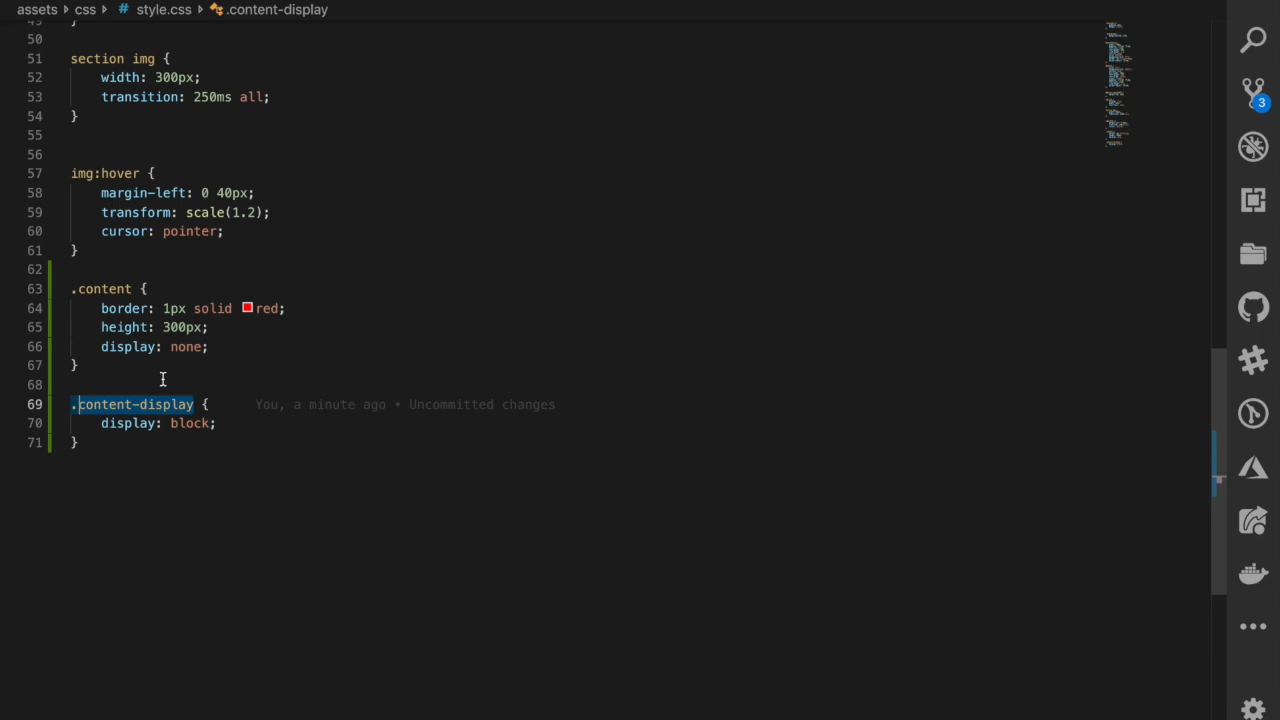 assets css # style.css .content-display
49 }
50
51 section img {
52 width: 300px;
53 transition: 250ms all;
54 }
55
56
57 img:hover {
58 margin-left: 0 40px;
59 transform: scale(1.2);
60 cursor: pointer;
61 }
62
63 .content {
64 border: 1px solid red;
65 height: 300px;
66 display: none;
67 }
68
69 .content-display { You, a minute ago • Uncommitted changes
70 display: block;
71 }
3